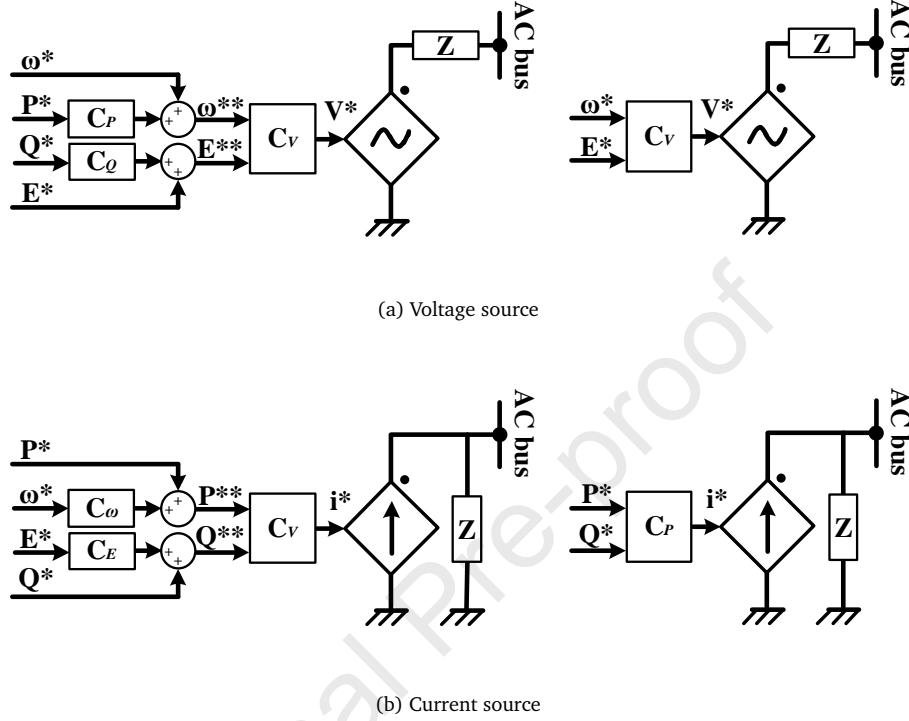 ω*
P*
C_P
Q*
C_Q
E*
+
+
+
+
ω**
E**
C_V
V*
Z
AC bus
ω*
E*
C_V
V*
Z
AC bus
(a) Voltage source
P*
ω*
C_ω
E*
C_E
Q*
+
+
+
+
P**
Q**
C_V
i*
Z
AC bus
P*
Q*
C_P
i*
Z
AC bus
(b) Current source
nal Pre-proof